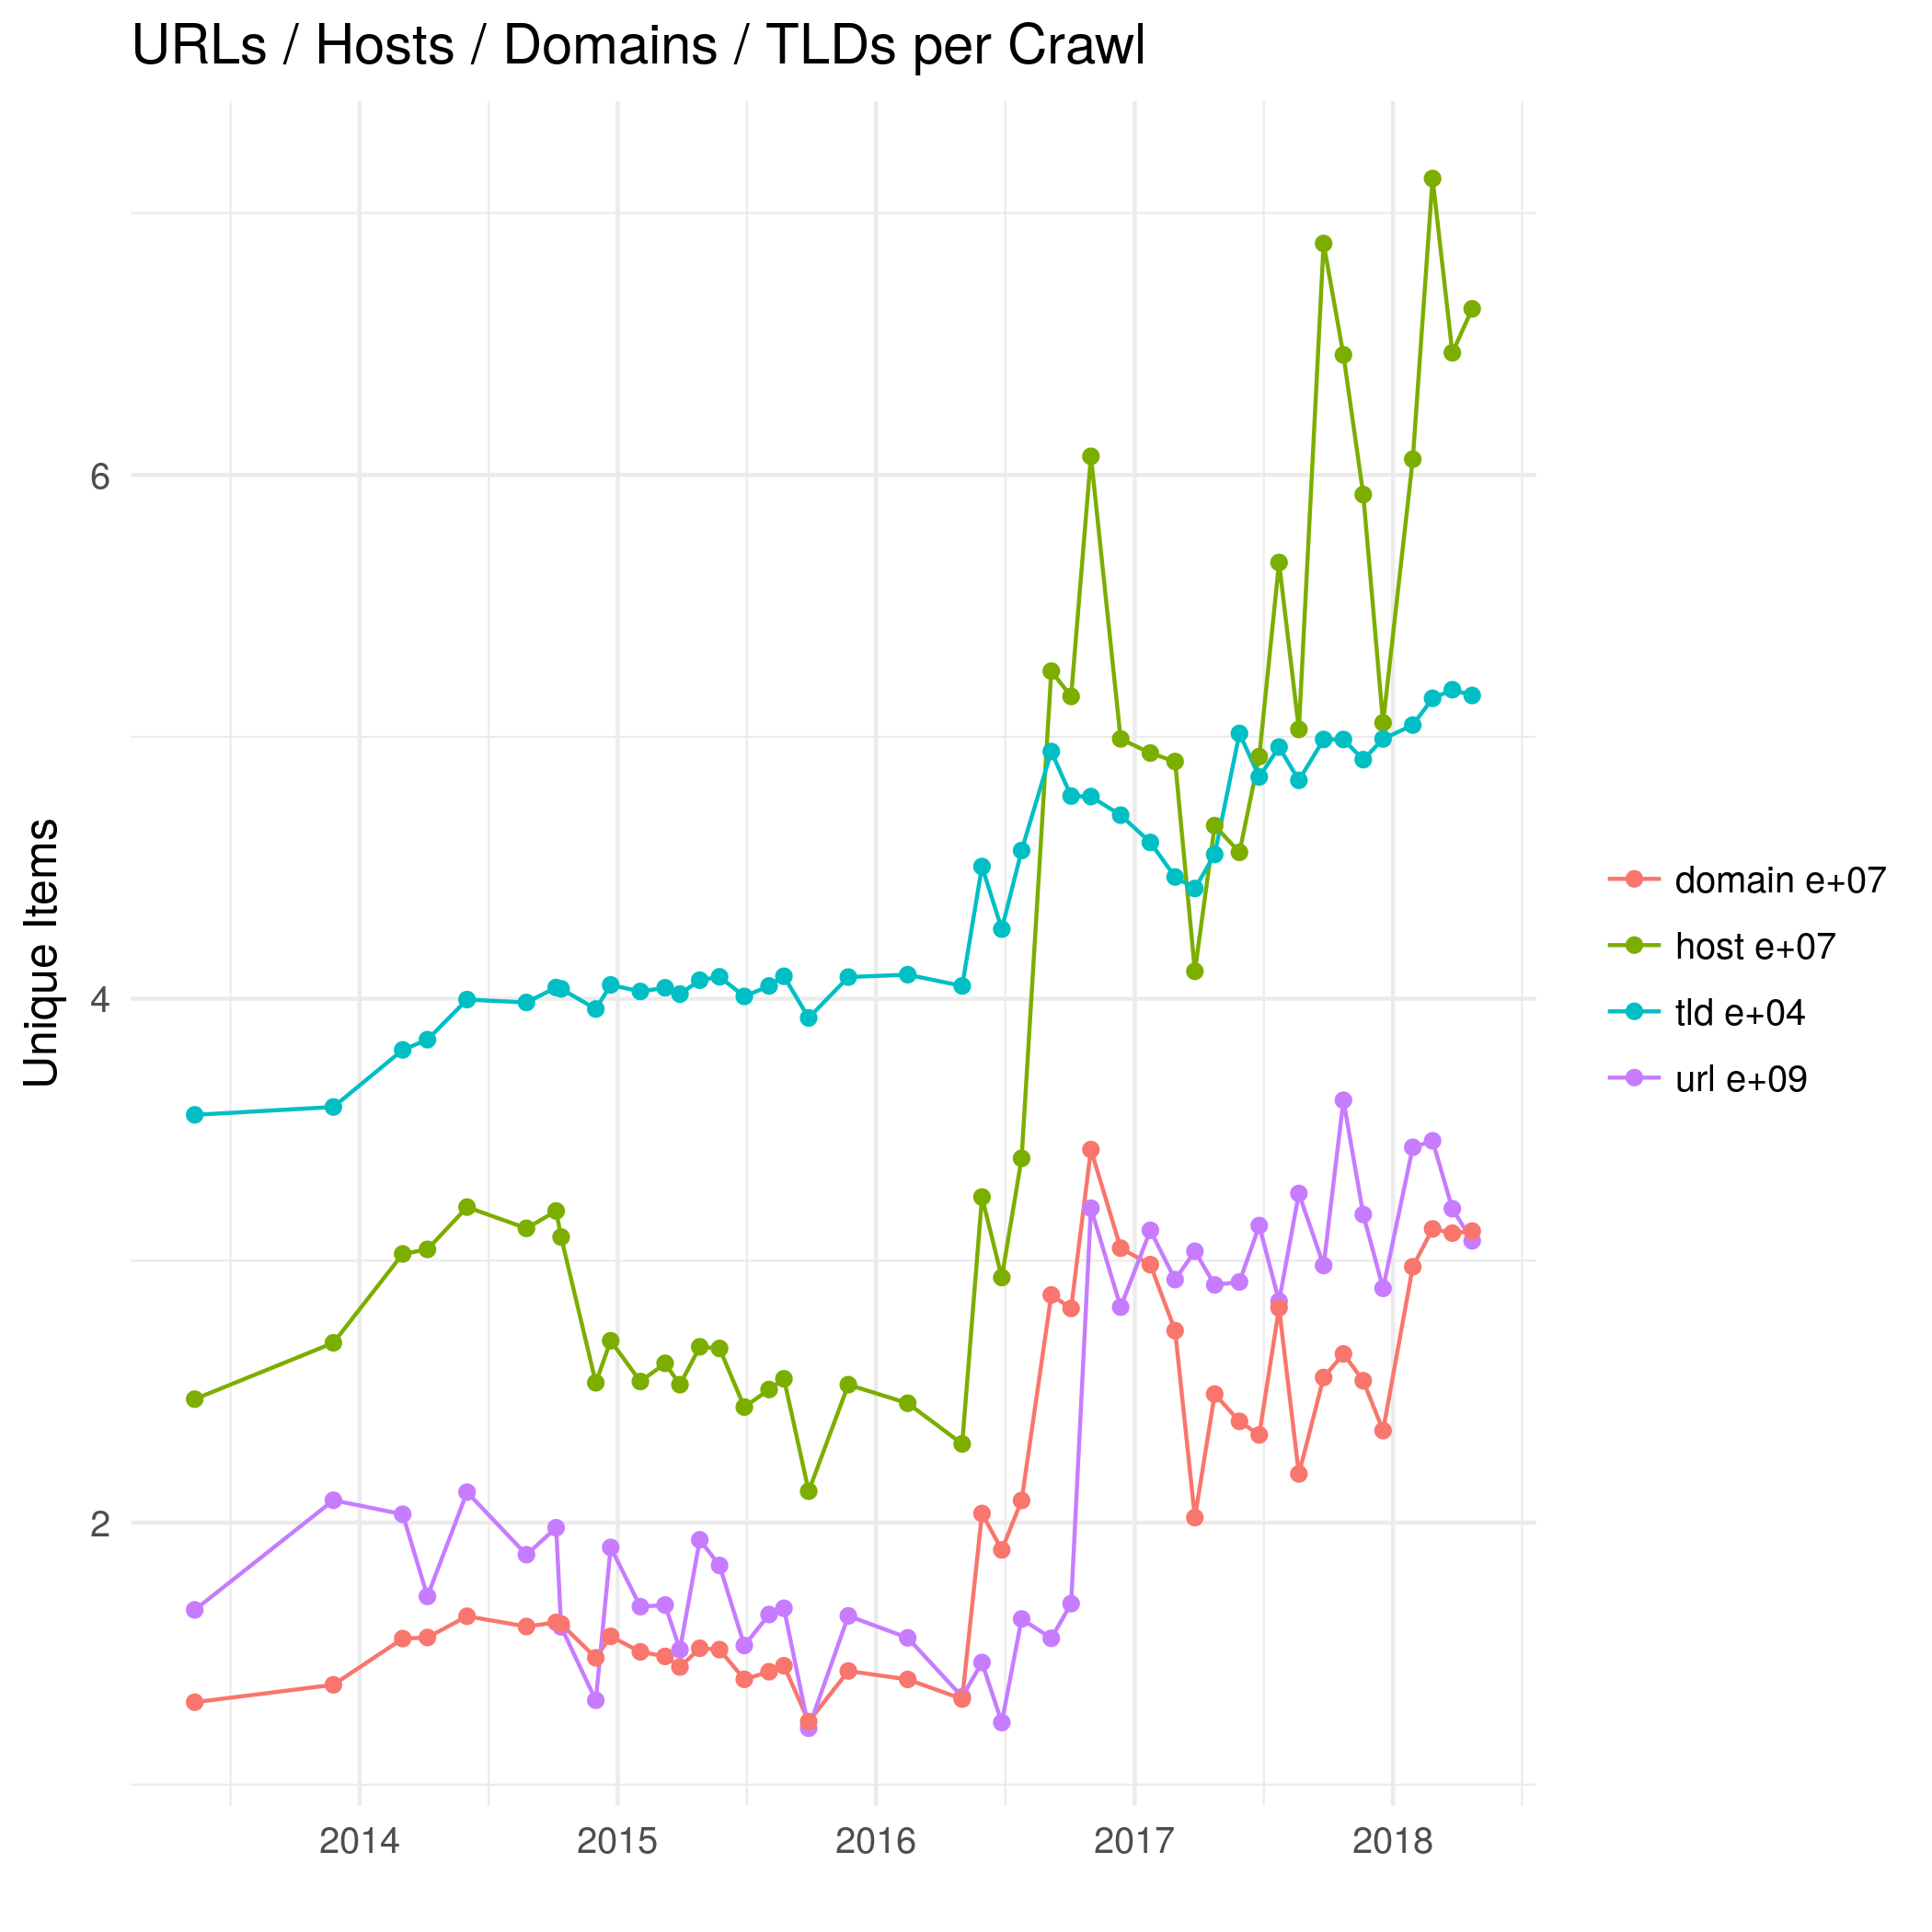 URLs / Hosts / Domains / TLDs per Crawl
Unique Items
6
4
2
2014
2015
2016
2017
2018
domain e+07
host e+07
tld e+04
url e+09